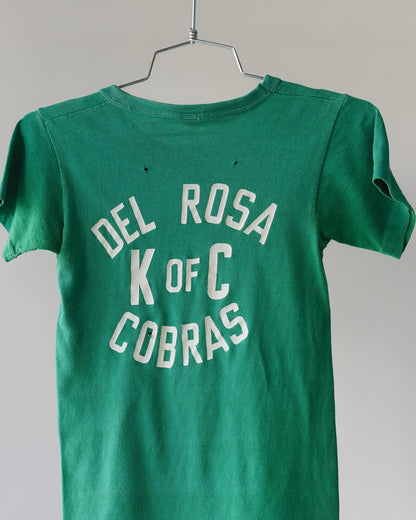 DEL ROSA
K OF C
COBRAS